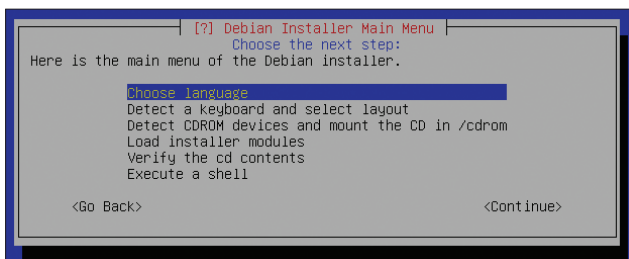 [?] Debian Installer Main Menu
Choose the next step:
Here is the main menu of the Debian installer.
Choose language
Detect a keyboard and select layout
Detect CDROM devices and mount the CD in /cdrom
Load installer modules
Verify the cd contents
Execute a shell
<Go Back> <Continue>